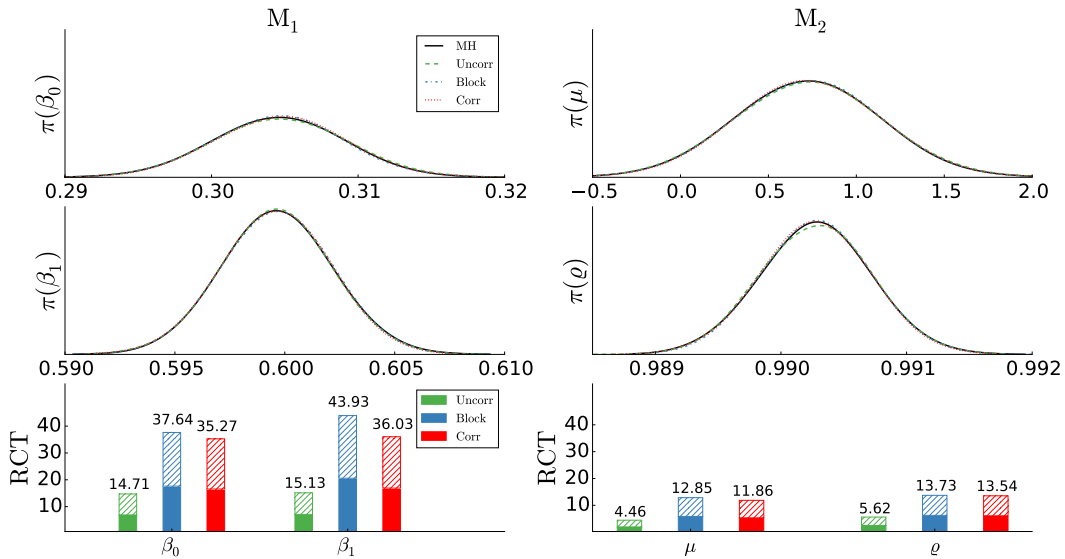 M₁
M₂
π(β₀)
MH
Uncorr
Block
Corr
0.29 0.30 0.31 0.32
π(μ)
−0.5 0.0 0.5 1.0 1.5 2.0
π(β₁)
0.590 0.595 0.600 0.605 0.610
π(ϱ)
0.989 0.990 0.991 0.992
RCT
40
30
20
10
14.71 37.64 35.27 15.13 43.93 36.03
Uncorr
Block
Corr
β₀ β₁
RCT
40
30
20
10
4.46 12.85 11.86 5.62 13.73 13.54
μ ϱ